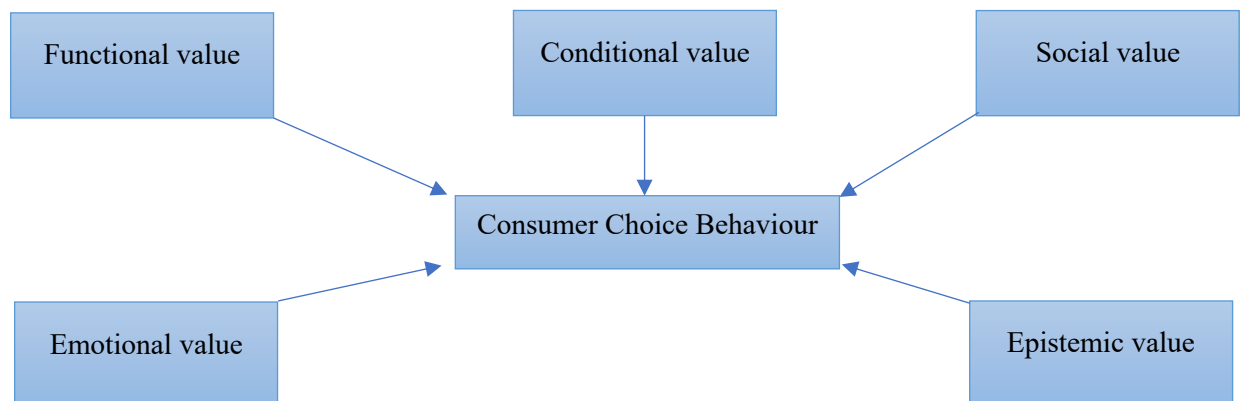 Functional value
Conditional value
Social value
Consumer Choice Behaviour
Emotional value
Epistemic value